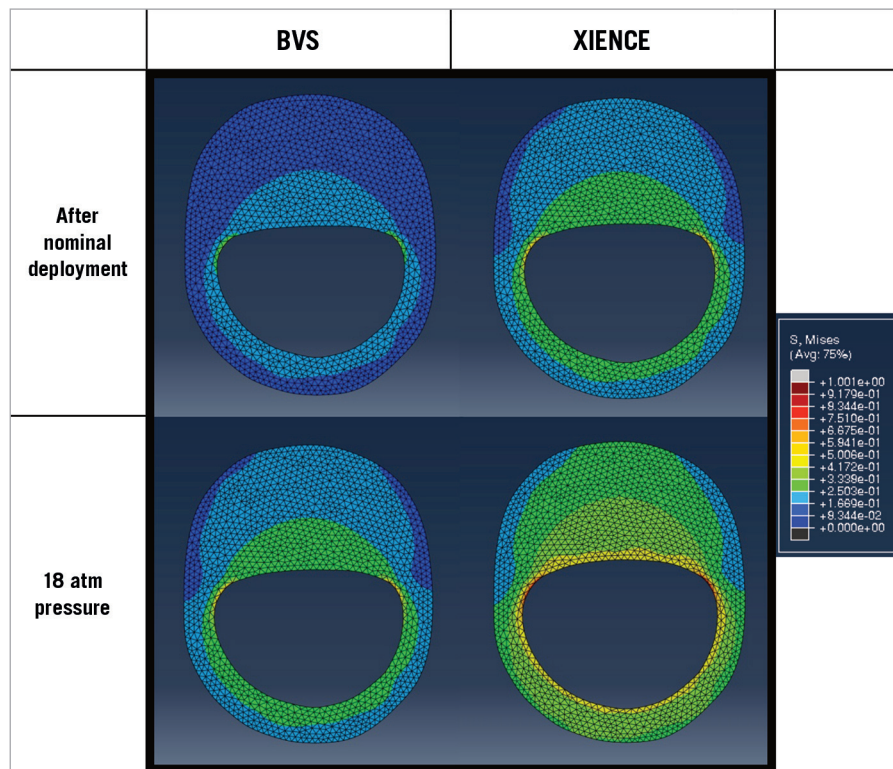 BVS
XIENCE
After
nominal
deployment
18 atm
pressure
S, Mises
(Avg: 75%)
+1.001e+00
+9.179e-01
+8.344e-01
+7.510e-01
+6.675e-01
+5.841e-01
+5.006e-01
+4.172e-01
+3.338e-01
+2.503e-01
+1.669e-01
+8.344e-02
+0.000e+00